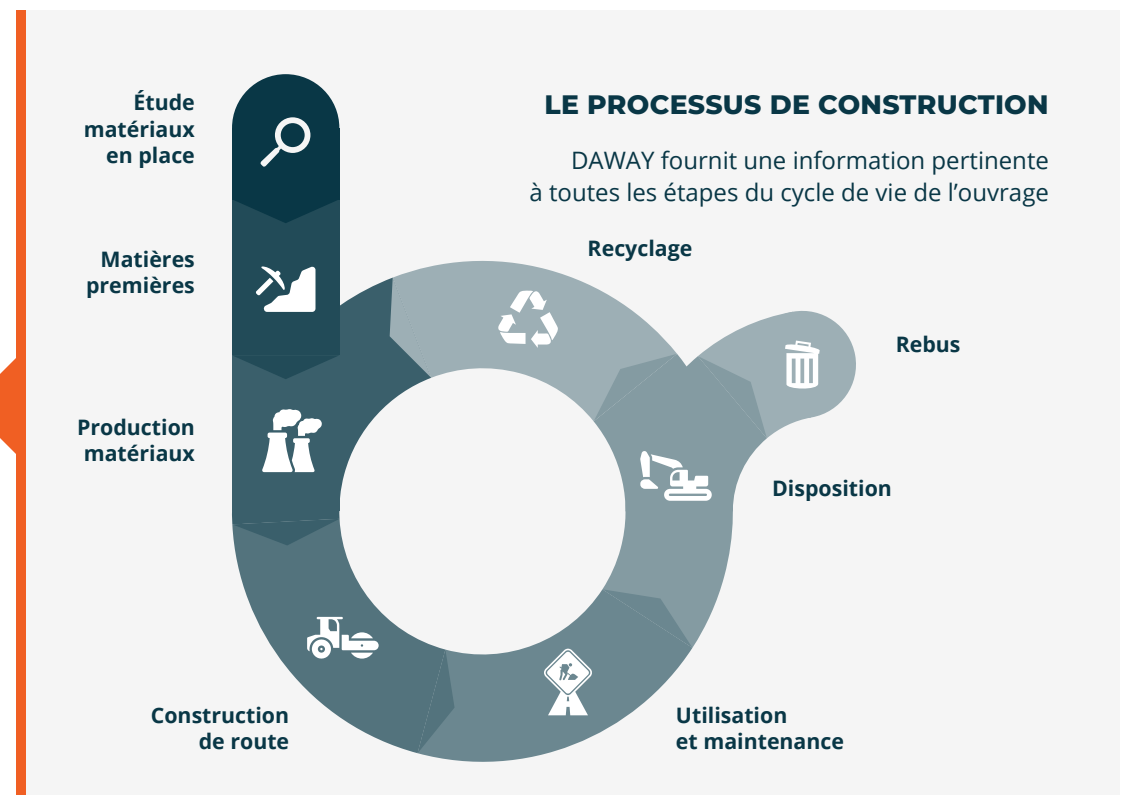 LE PROCESSUS DE CONSTRUCTION
DAWAY fournit une information pertinente
à toutes les étapes du cycle de vie de l’ouvrage
Étude
matériaux
en place
Matières
premières
Production
matériaux
Construction
de route
Utilisation
et maintenance
Disposition
Rebus
Recyclage